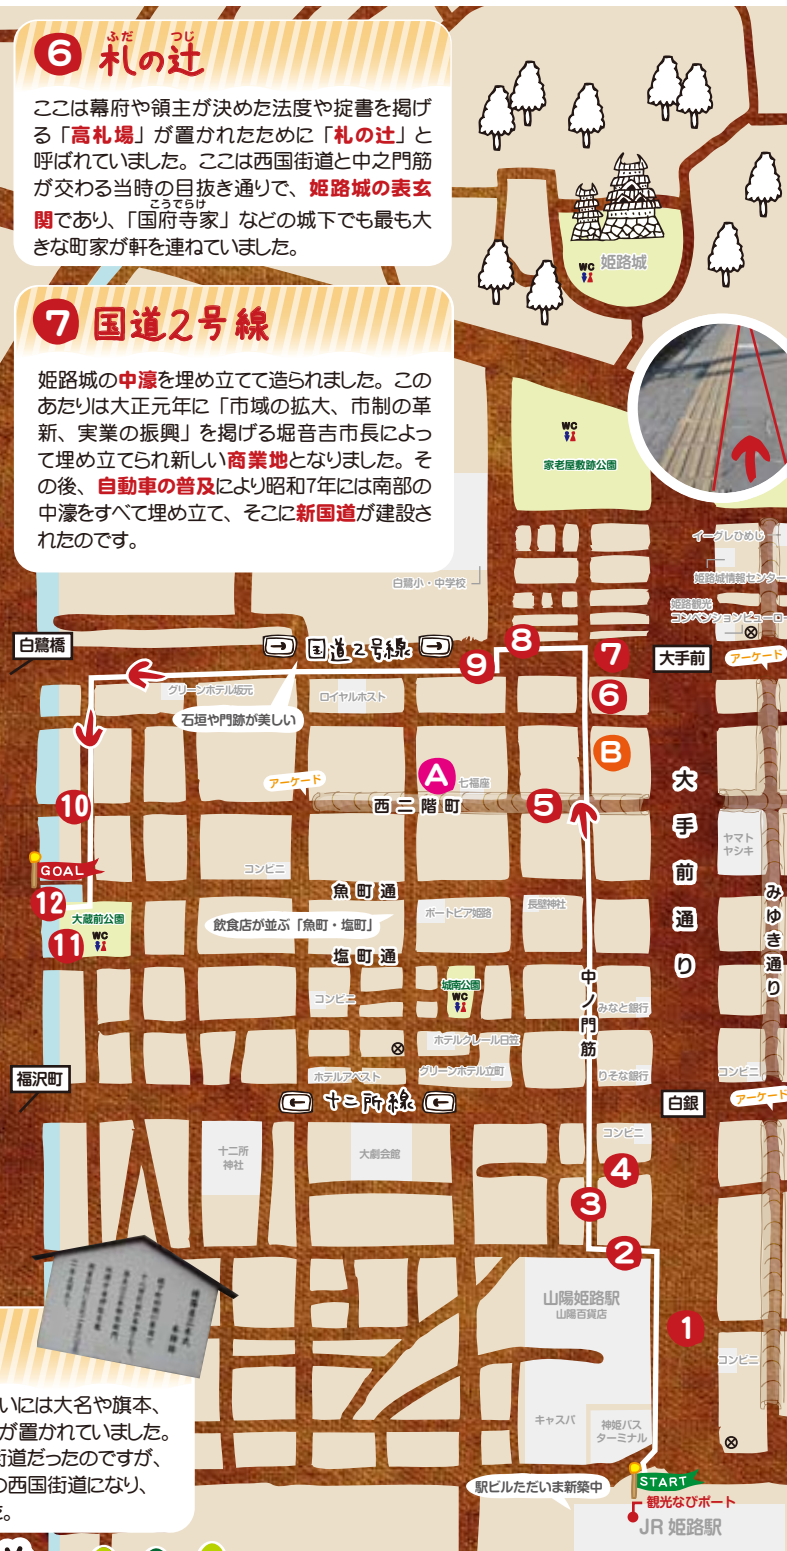 6 札の辻
ふだ つじ
ここは幕府や領主が決めた法度や掟書を掲げ
る「高札場」が置かれたために「札の辻」と
呼ばれていました。ここは西国街道と中之門筋
が交わる当時の目抜き通りで、姫路城の表玄
関であり、「国府寺家」などの城下でも最も大
こうでらけ
きな町家が軒を連ねていました。
WC
姫路城
7 国道2号線
姫路城の中濠を埋め立てて造られました。この
あたりは大正元年に「市域の拡大、市制の革
新、実業の振興」を掲げる堀音吉市長によっ
て埋め立てられ新しい商業地となりました。そ
の後、自動車の普及により昭和7年には南部の
中濠をすべて埋め立て、そこに新国道が建設さ
れたのです。
WC
家老屋敷跡公園
イーグレひめじ
白鷺小・中学校
姫路城情報センター
姫路観光
コンベンションビューロー
白鷺橋
国道2号線
8
9
7
大手前
アーケード
グリーンホテル坂元
ロイヤルホスト
6
石垣や門跡が美しい
B
A
七福座
アーケード
西二階町
5
10
大手前通り
ヤマト
ヤシキ
GOAL
コンビニ
魚町通
12
大蔵前公園
WC
11
飲食店が並ぶ「魚町・塩町」
ポートピア姫路
長壁神社
みゆき通り
塩町通
城南公園
WC
コンビニ
中ノ門筋
みなと銀行
ホテルクレール日笠
福沢町
ホテルアベスト
グリーンホテル立町
りそな銀行
コンビニ
十二所線
白銀
アーケード
コンビニ
十二所
神社
大劇会館
4
3
2
山陽姫路駅
山陽百貨店
1
コンビニ
いには大名や旗本、
が置かれていました。
街道だったのですが、
の西国街道になり、
た。
キャスパ
神姫バス
ターミナル
START
駅ビルただいま新築中
観光なびポート
JR 姫路駅